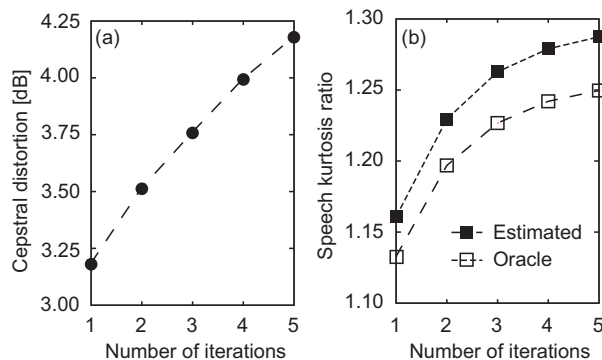 (a)
Cepstral distortion [dB]
4.25
4.00
3.75
3.50
3.25
3.00
1 2 3 4 5
Number of iterations
(b)
Speech kurtosis ratio
1.30
1.25
1.20
1.15
1.10
Estimated
Oracle
1 2 3 4 5
Number of iterations